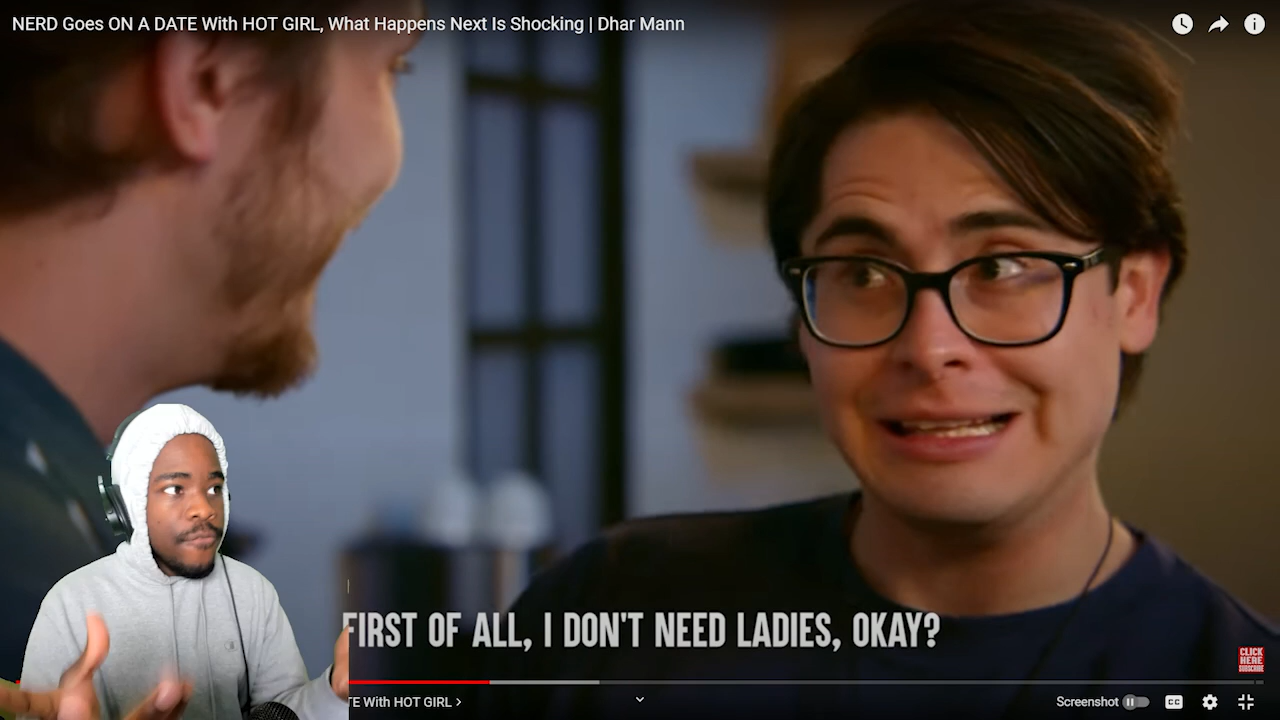 NERD Goes ON A DATE With HOT GIRL, What Happens Next Is Shocking | Dhar Mann
FIRST OF ALL, I DON'T NEED LADIES, OKAY?
CLICK
HERE
SUBSCRIBE
TE With HOT GIRL >
Screenshot
CC